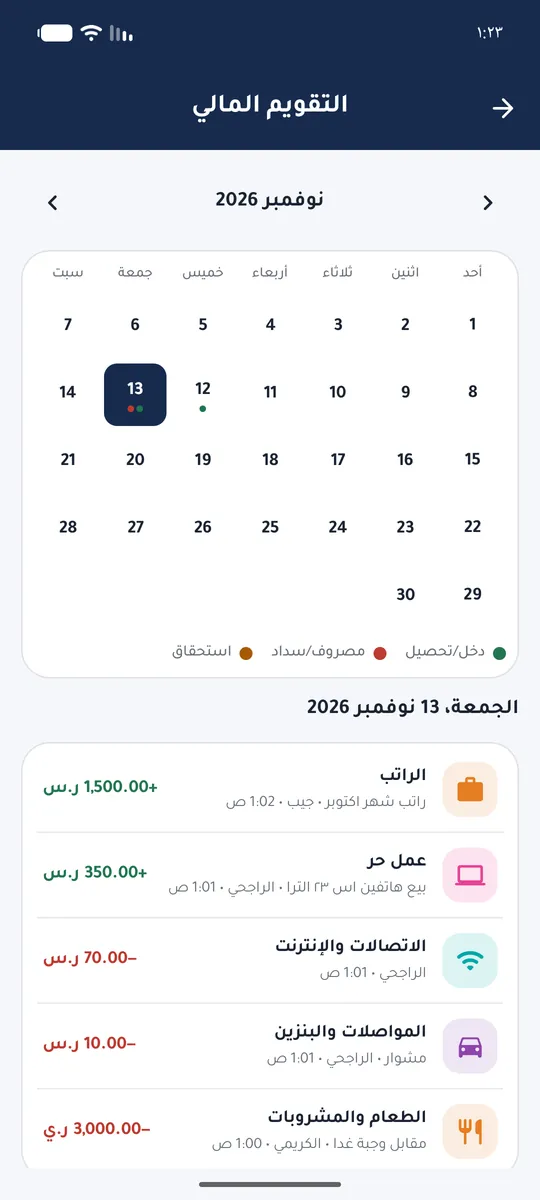 ١:٢٣
التقويم المالي
نوفمبر 2026
أحد اثنين ثلاثاء أربعاء خميس جمعة سبت
1 2 3 4 5 6 7
8 9 10 11 12 13 14
15 16 17 18 19 20 21
22 23 24 25 26 27 28
29 30
دخل/تحصيل مصروف/سداد استحقاق
الجمعة، 13 نوفمبر 2026
الراتب
راتب شهر اكتوبر • جيب • 1:02 ص
+1,500.00 ر.س
عمل حر
بيع هاتفين اس ٢٣ الترا • الراجحي • 1:01 ص
+350.00 ر.س
الاتصالات والإنترنت
الراجحي • 1:01 ص
−70.00 ر.س
المواصلات والبنزين
مشوار • الراجحي • 1:01 ص
−10.00 ر.س
الطعام والمشروبات
مقابل وجبة غدا • الكريمي • 1:00 ص
−3,000.00 ر.ي